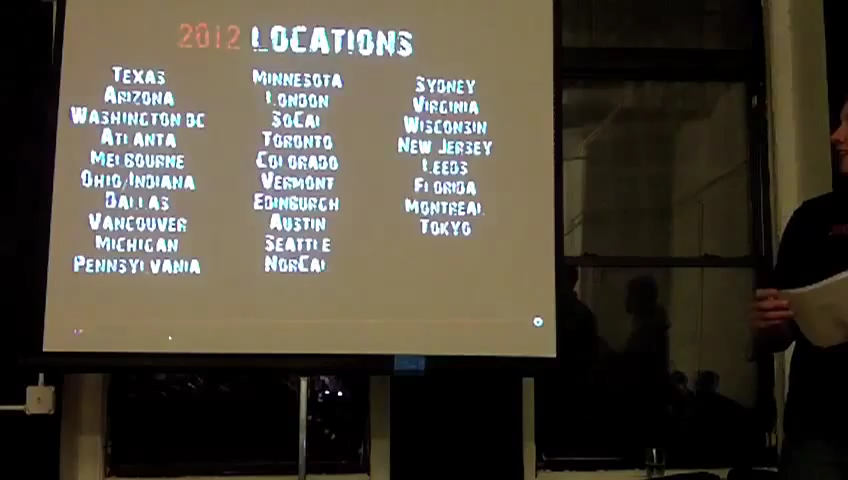 2012 LOCATIONS
TEXAS
ARIZONA
WASHINGTON DC
ATLANTA
MELBOURNE
OHIO/INDIANA
DALLAS
VANCOUVER
MICHIGAN
PENNSYLVANIA
MINNESOTA
LONDON
SOCAL
TORONTO
COLORADO
VERMONT
EDINBURGH
AUSTIN
SEATTLE
NORCAL
SYDNEY
VIRGINIA
WISCONSIN
NEW JERSEY
LEEDS
FLORIDA
MONTREAL
TOKYO